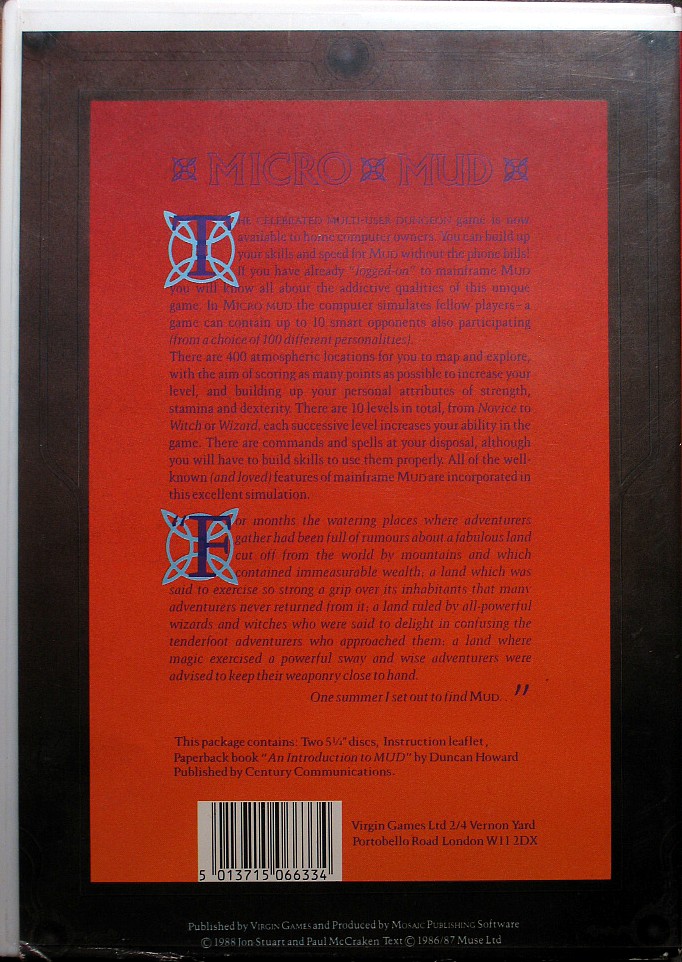 MICRO MUD
THE CELEBRATED MULTI-USER DUNGEON game is now
available to home computer owners. You can build up
your skills and speed for MUD without the phone bills!
If you have already "logged-on" to mainframe MUD
you will know all about the addictive qualities of this unique
game. In MICRO MUD the computer simulates fellow players–a
game can contain up to 10 smart opponents also participating
(from a choice of 100 different personalities).
There are 400 atmospheric locations for you to map and explore,
with the aim of scoring as many points as possible to increase your
level, and building up your personal attributes of strength,
stamina and dexterity. There are 10 levels in total, from Novice to
Witch or Wizard, each successive level increases your ability in the
game. There are commands and spells at your disposal, although
you will have to build skills to use them properly. All of the well-
known (and loved) features of mainframe MUD are incorporated in
this excellent simulation.
"For months the watering places where adventurers
gather had been full of rumours about a fabulous land
cut off from the world by mountains and which
contained immeasurable wealth: a land which was
said to exercise so strong a grip over its inhabitants that many
adventurers never returned from it; a land ruled by all-powerful
wizards and witches who were said to delight in confusing the
tenderfoot adventurers who approached them: a land where
magic exercised a powerful sway and wise adventurers were
advised to keep their weaponry close to hand.
One summer I set out to find MUD. . ."
This package contains: Two 5¼" discs, Instruction leaflet,
Paperback book "An Introduction to MUD" by Duncan Howard
Published by Century Communications.
5 013715 066334
Virgin Games Ltd 2/4 Vernon Yard
Portobello Road London W11 2DX
Published by VIRGIN GAMES and Produced by MOSAIC PUBLISHING Software
© 1988 Jon Stuart and Paul McCraken Text © 1986/87 Muse Ltd